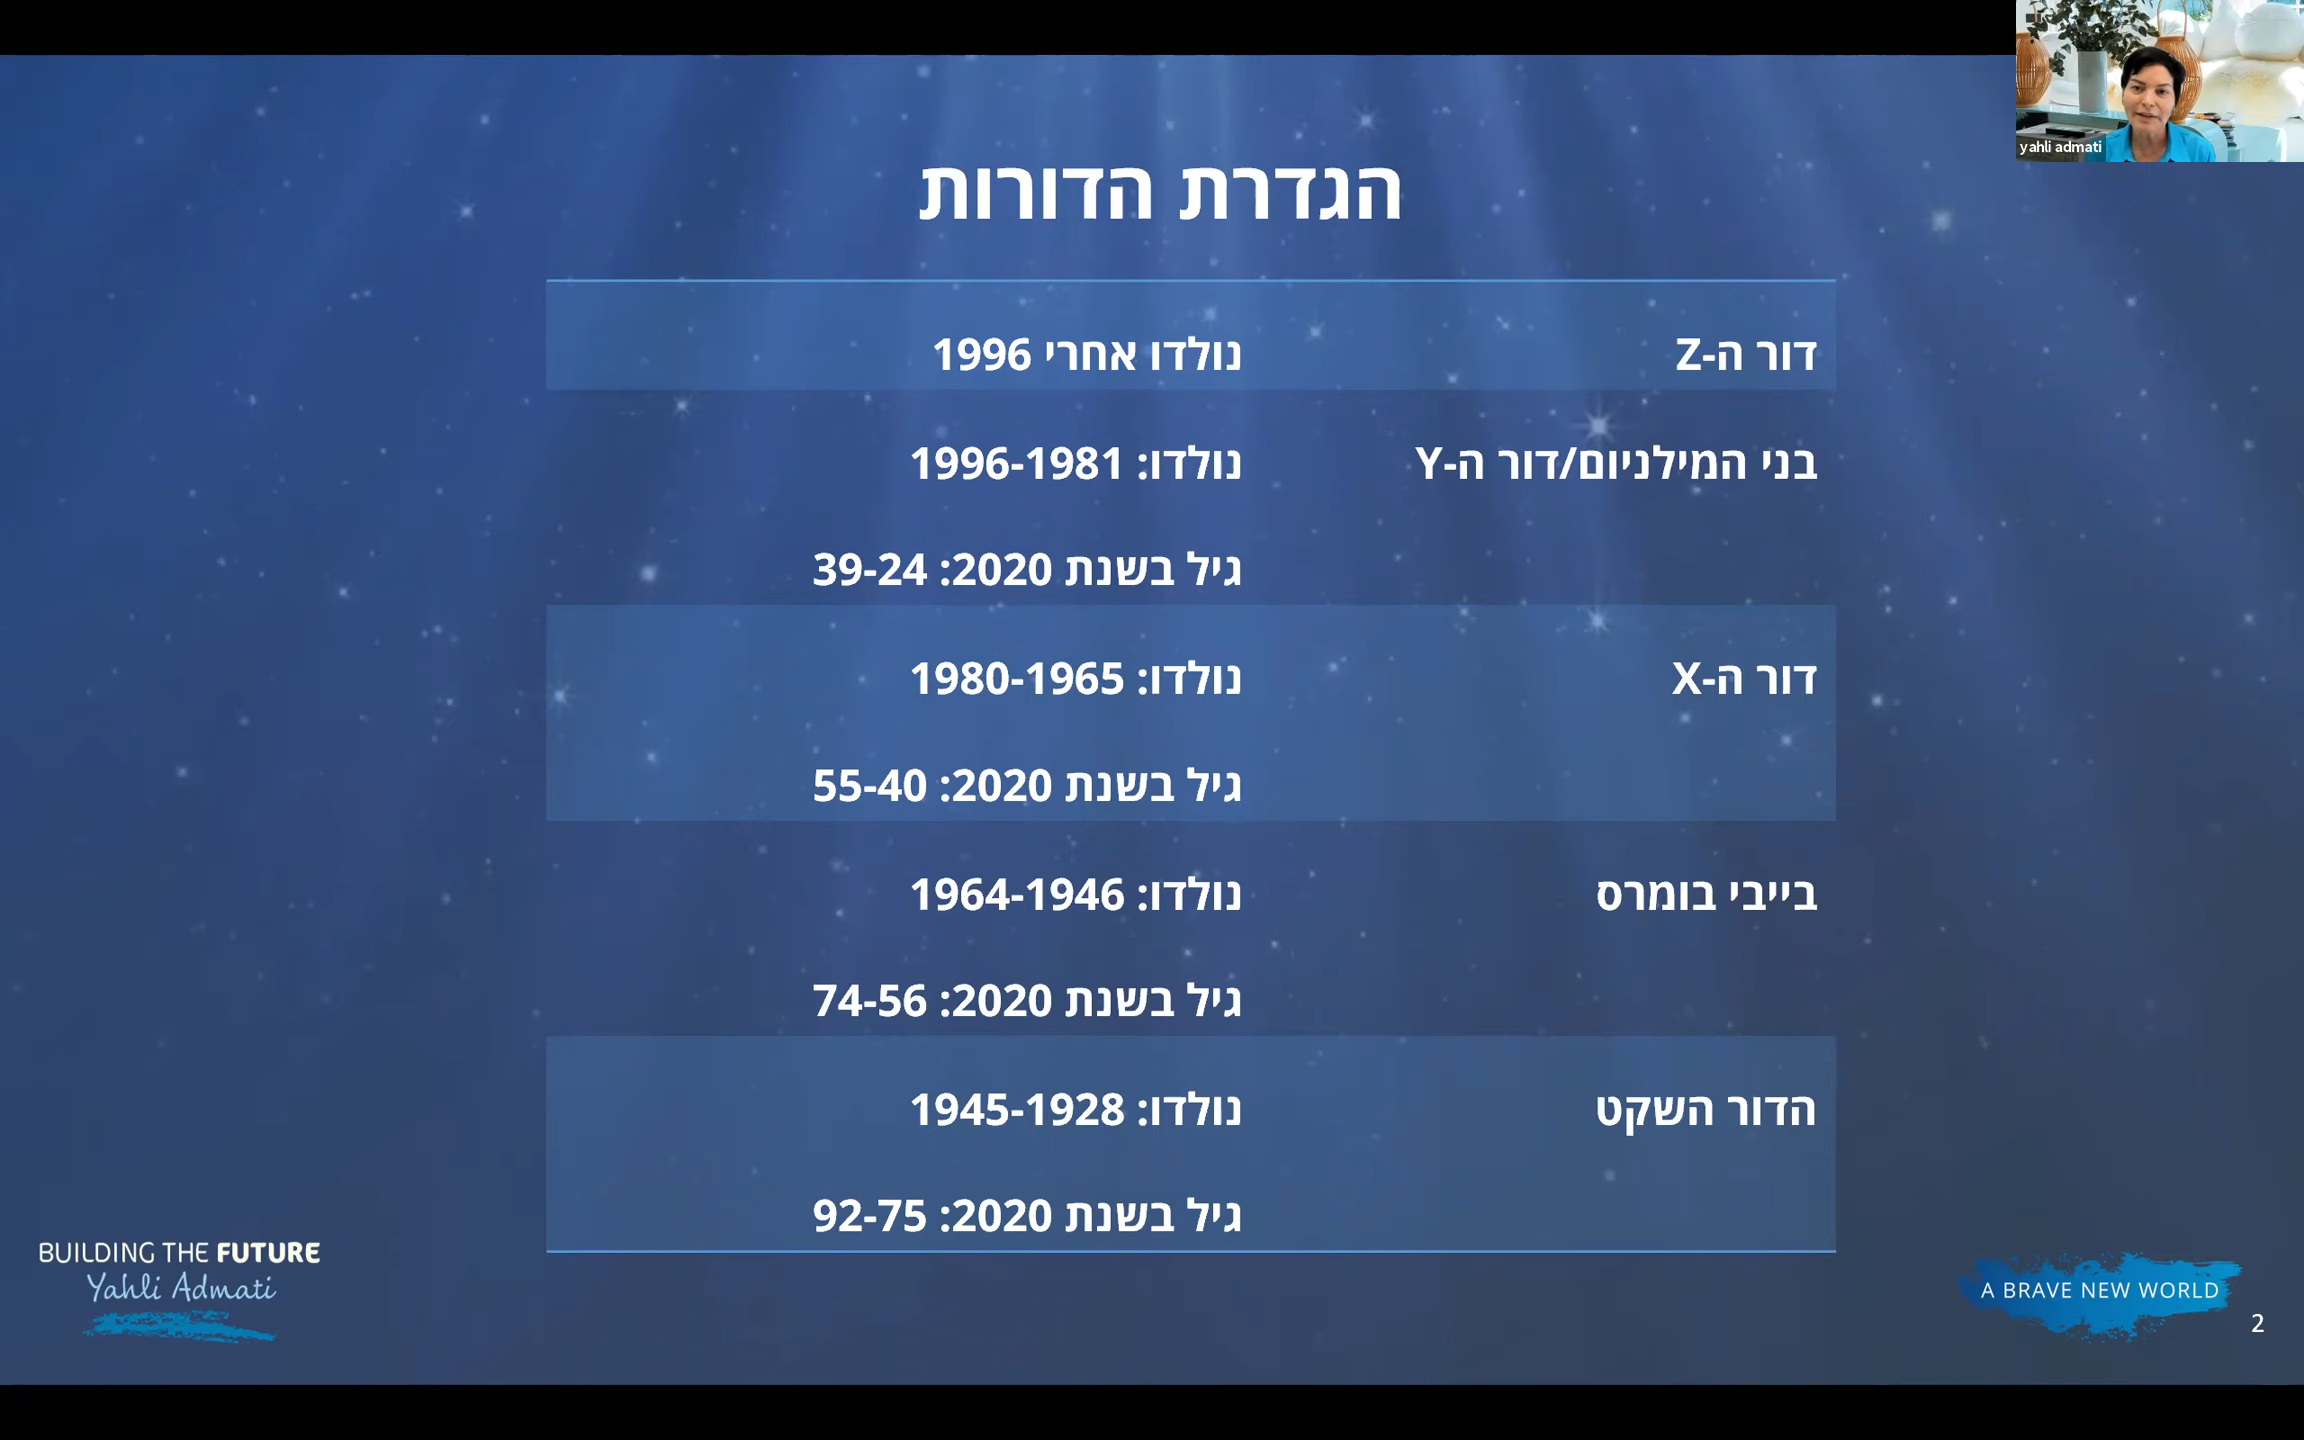 yahli admati
הגדרת הדורות
דור ה-Z נולדו אחרי 1996
בני המילניום/דור ה-Y נולדו: 1996-1981
גיל בשנת 2020: 39-24
דור ה-X נולדו: 1980-1965
גיל בשנת 2020: 55-40
בייבי בומרס נולדו: 1964-1946
גיל בשנת 2020: 74-56
הדור השקט נולדו: 1945-1928
גיל בשנת 2020: 92-75
BUILDING THE FUTURE
Yahli Admati
A BRAVE NEW WORLD
2